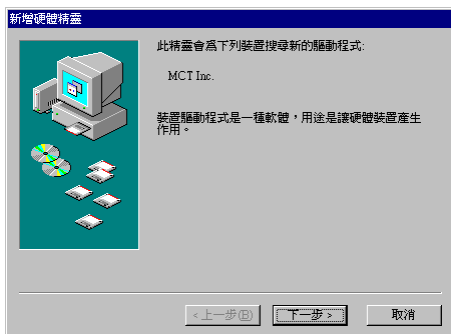 新增硬體精靈
此精靈會為下列裝置搜尋新的驅動程式:
MCT Inc.
裝置驅動程式是一種軟體，用途是讓硬體裝置產生
作用。
<上一步(B)
下一步 >
取消